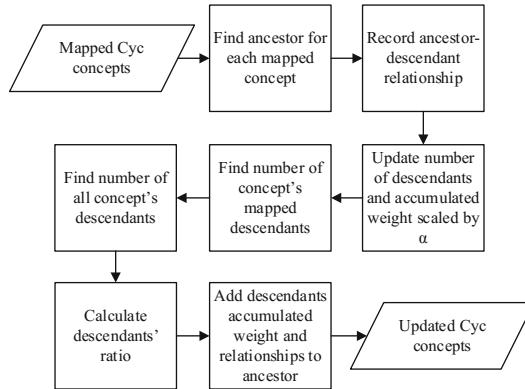 Mapped Cyc
concepts
Find ancestor for
each mapped
concept
Record ancestor-
descendant
relationship
Update number
of descendants
and accumulated
weight scaled by
α
Find number of
concept's
mapped
descendants
Find number of
all concept's
descendants
Calculate
descendants'
ratio
Add descendants
accumulated
weight and
relationships to
ancestor
Updated Cyc
concepts